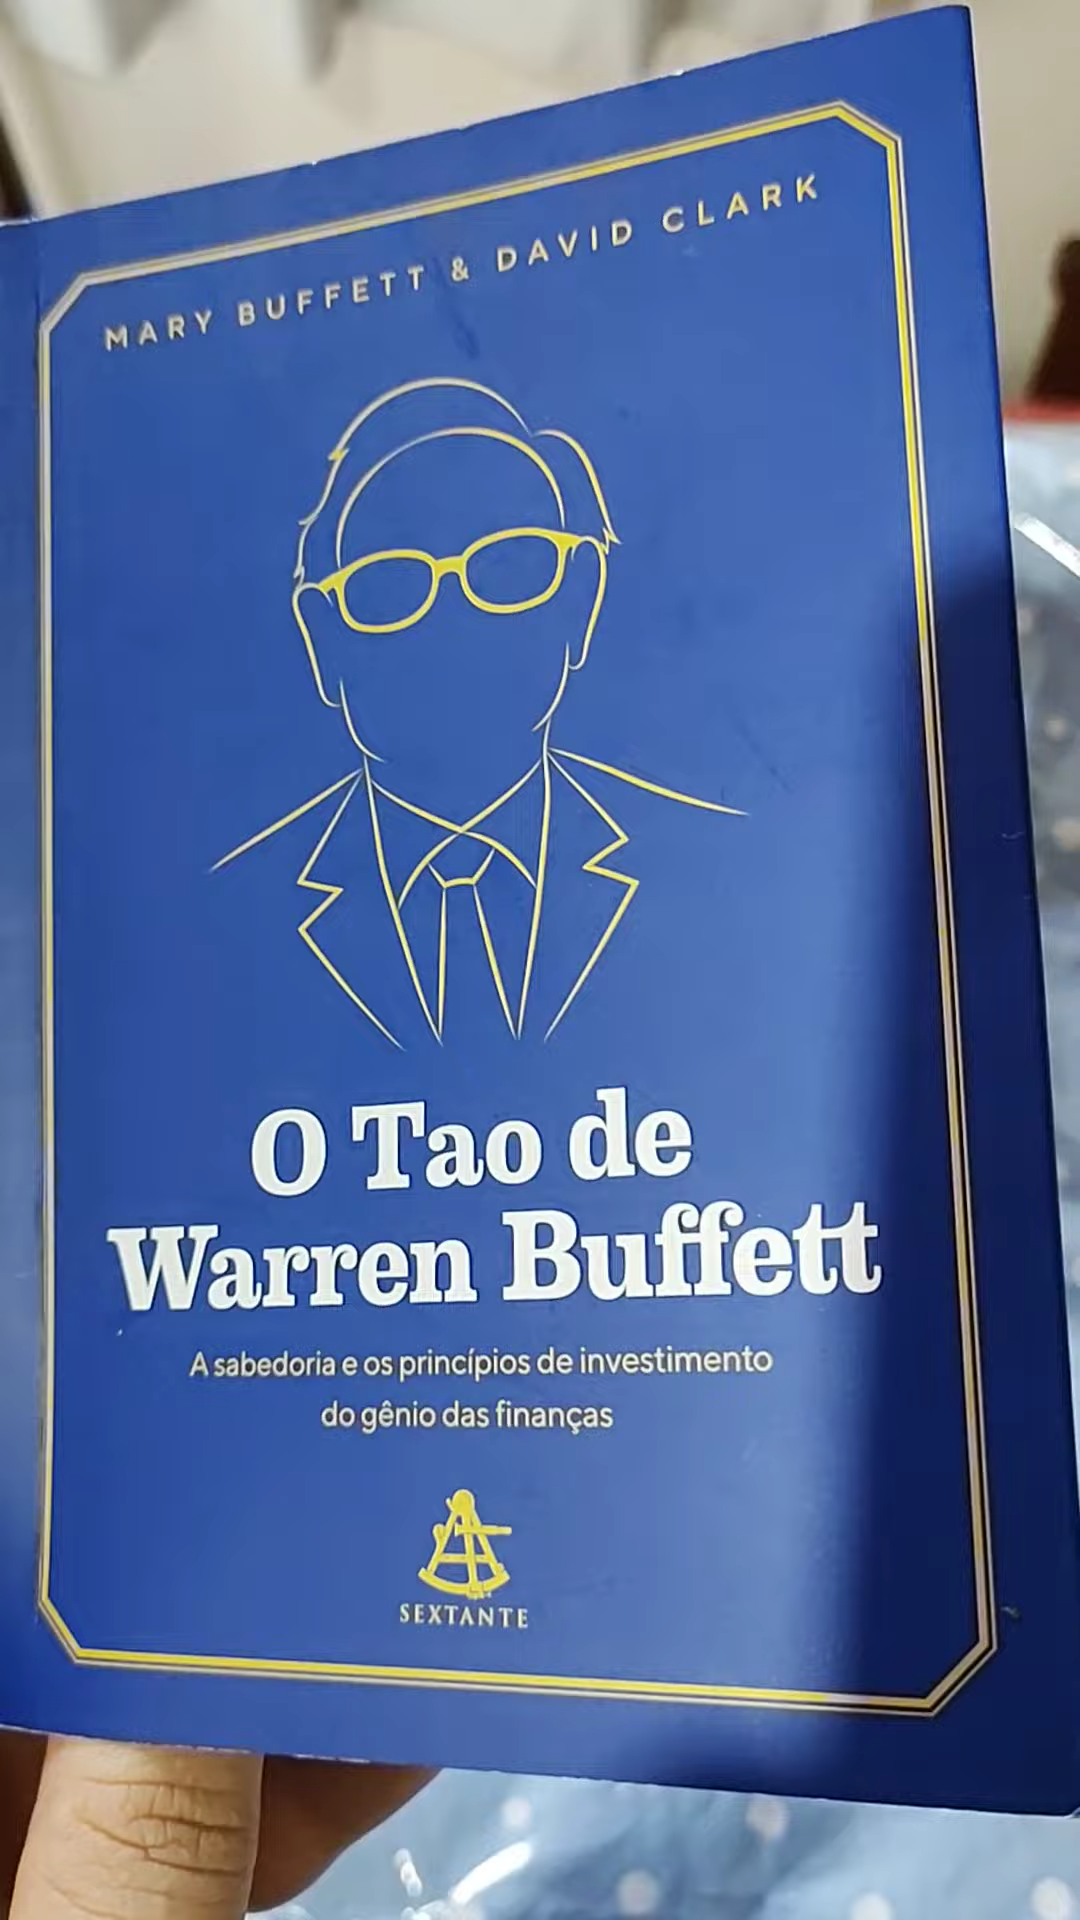 MARY BUFFETT & DAVID CLARK
O Tao de
Warren Buffett
A sabedoria e os princípios de investimento
do gênio das finanças
SEXTANTE